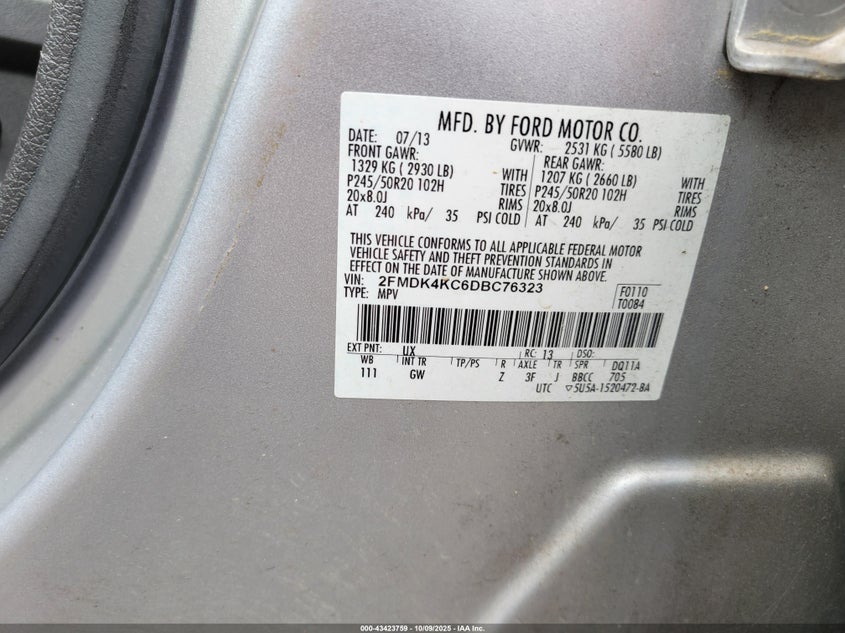 MFD. BY FORD MOTOR CO.
DATE: 07/13 GVWR: 2531 KG ( 5580 LB)
FRONT GAWR: REAR GAWR:
1329 KG ( 2930 LB) WITH 1207 KG ( 2660 LB) WITH
P245/50R20 102H TIRES P245/50R20 102H TIRES
20x8.0J RIMS 20x8.0J RIMS
AT 240 kPa/ 35 PSI COLD AT 240 kPa/ 35 PSI COLD
THIS VEHICLE CONFORMS TO ALL APPLICABLE FEDERAL MOTOR
VEHICLE SAFETY AND THEFT PREVENTION STANDARDS IN
EFFECT ON THE DATE OF MANUFACTURE SHOWN ABOVE.
VIN: 2FMDK4KC6DBC76323 F0110
TYPE: MPV T0084
EXT PNT: UX RC: 13 DSO:
WB INT TR TP/PS R AXLE TR SPR DQ11A
111 GW Z 3F J BBCC 705
UTC ▽5U5A-1520472-BA
000-43423759 - 10/09/2025 - IAA Inc.